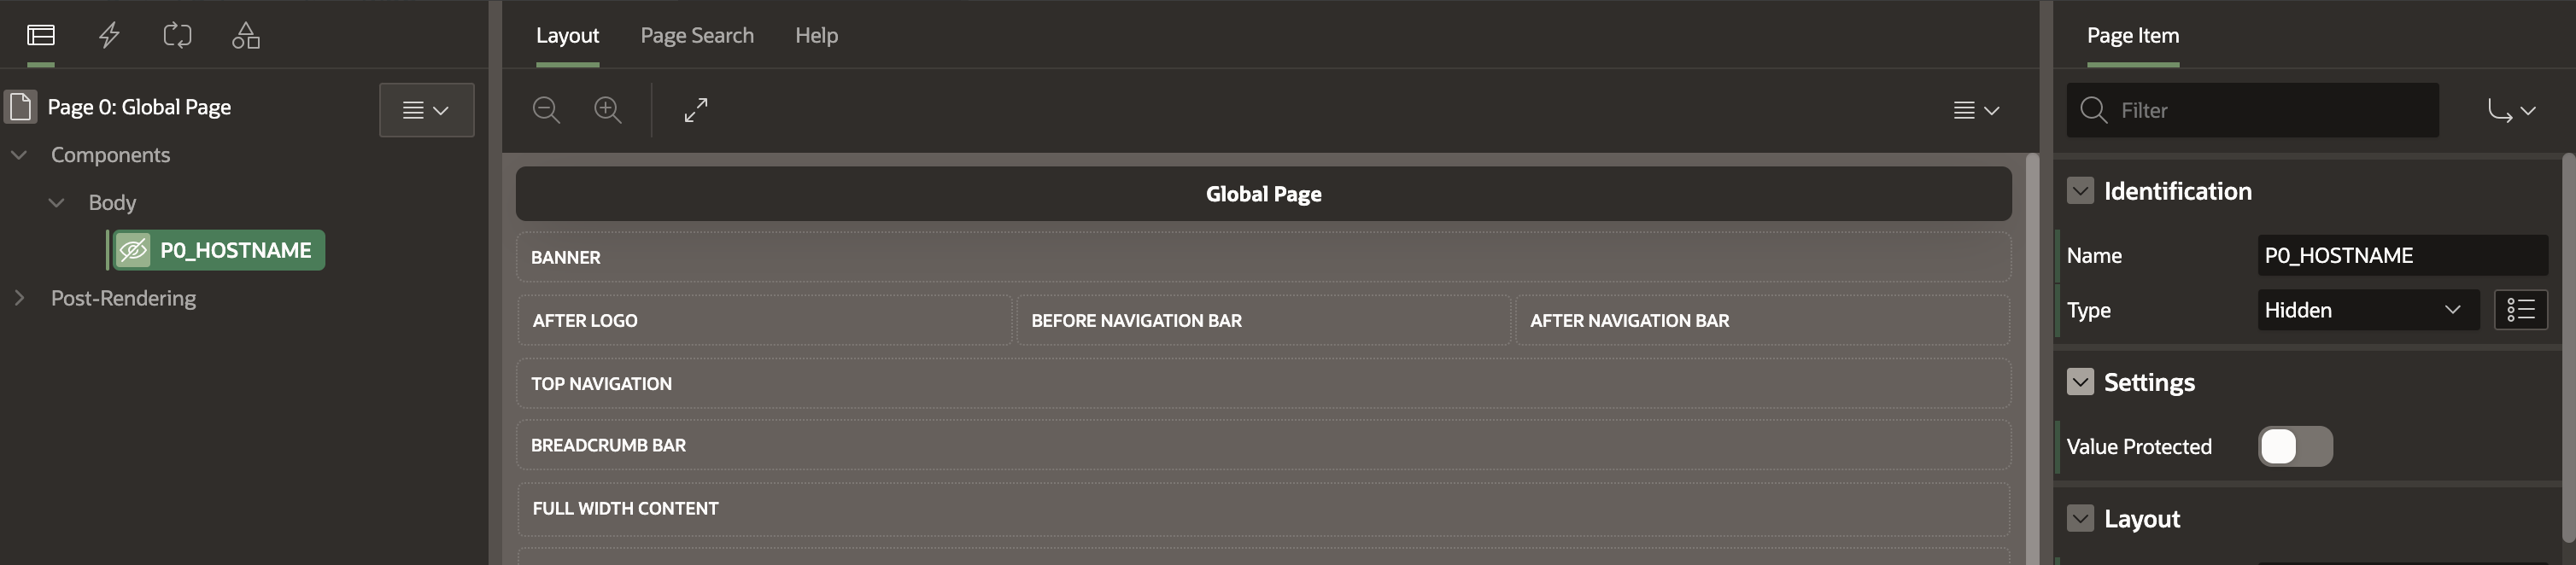 Page 0: Global Page
Components
Body
P0_HOSTNAME
Post-Rendering
Layout Page Search Help
Global Page
BANNER
AFTER LOGO BEFORE NAVIGATION BAR AFTER NAVIGATION BAR
TOP NAVIGATION
BREADCRUMB BAR
FULL WIDTH CONTENT
Page Item
Filter
Identification
Name P0_HOSTNAME
Type Hidden
Settings
Value Protected
Layout